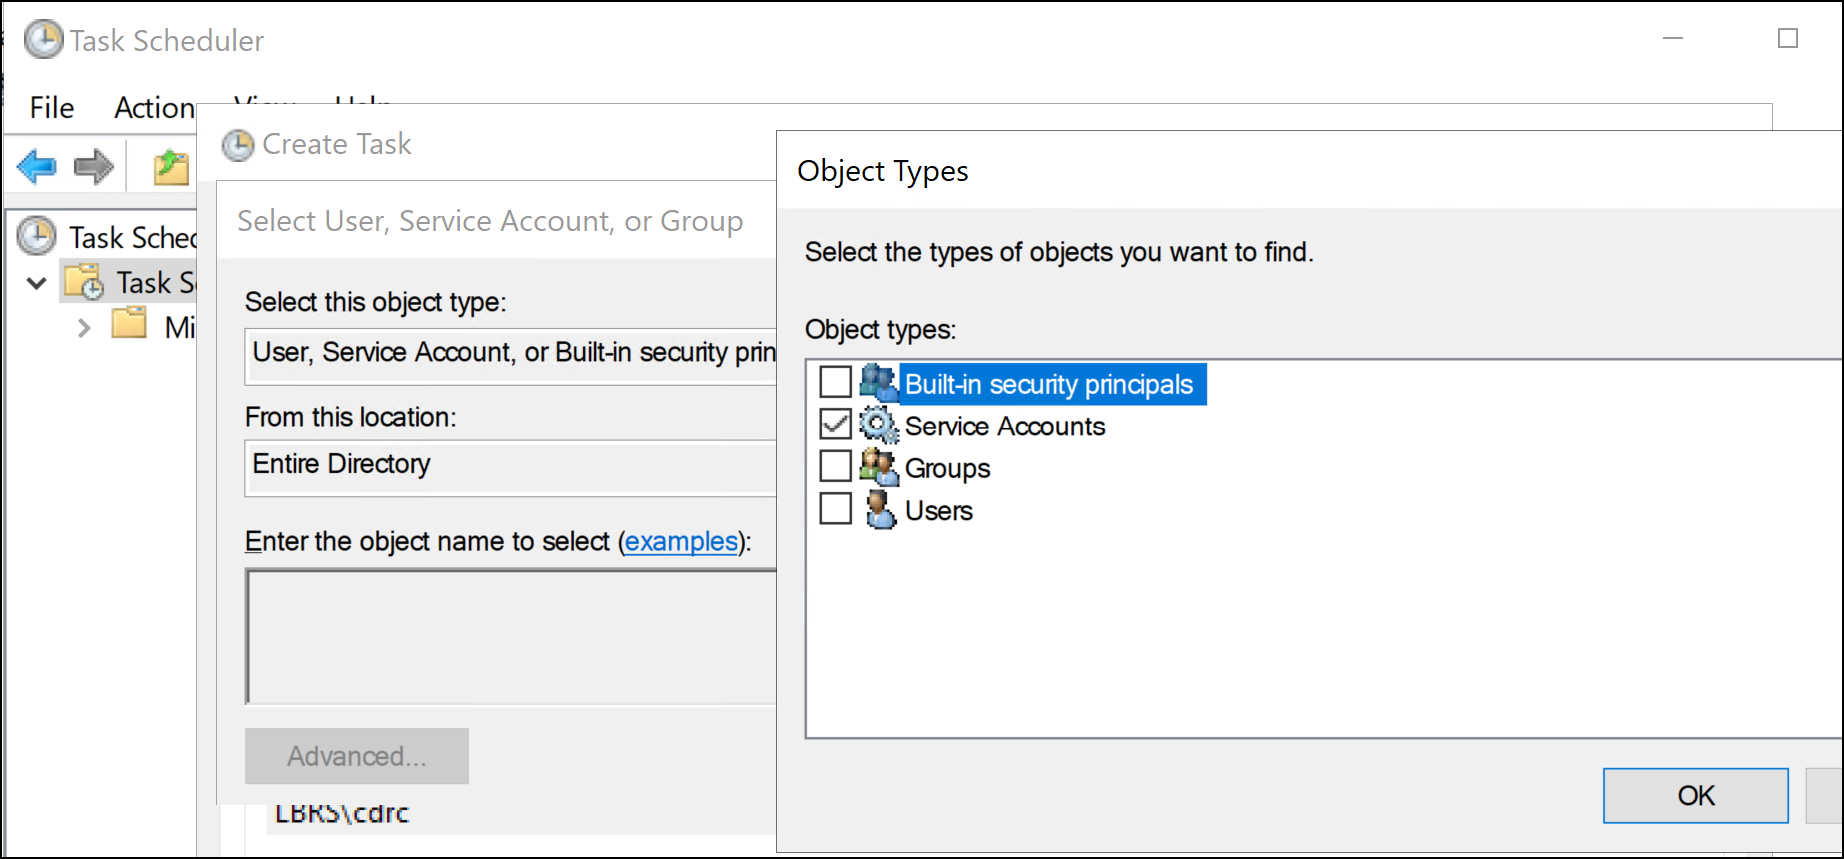 Task Scheduler
File Action View Help
Create Task
Object Types
Select User, Service Account, or Group
Task Sched
Task S
Mi
Select the types of objects you want to find.
Select this object type:
User, Service Account, or Built-in security prin
Object types:
Built-in security principals
Service Accounts
Groups
Users
From this location:
Entire Directory
Enter the object name to select (examples):
Advanced...
OK
LBRS\cdrc